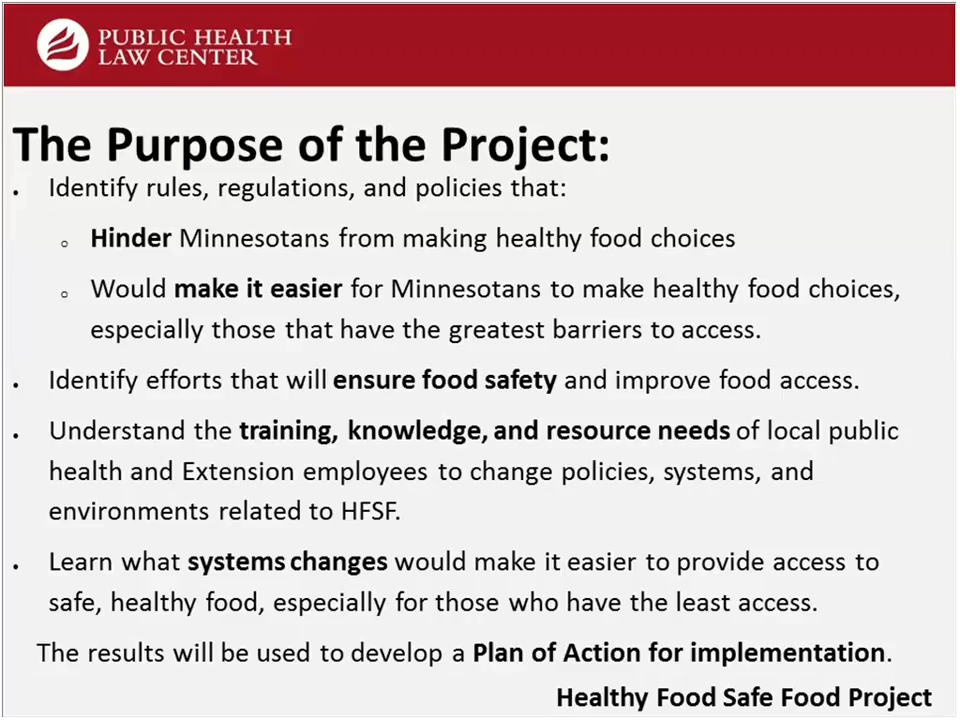 PUBLIC HEALTH
LAW CENTER
The Purpose of the Project:
• Identify rules, regulations, and policies that:
○ Hinder Minnesotans from making healthy food choices
○ Would make it easier for Minnesotans to make healthy food choices,
especially those that have the greatest barriers to access.
• Identify efforts that will ensure food safety and improve food access.
• Understand the training, knowledge, and resource needs of local public
health and Extension employees to change policies, systems, and
environments related to HFSF.
• Learn what systems changes would make it easier to provide access to
safe, healthy food, especially for those who have the least access.
The results will be used to develop a Plan of Action for implementation.
Healthy Food Safe Food Project